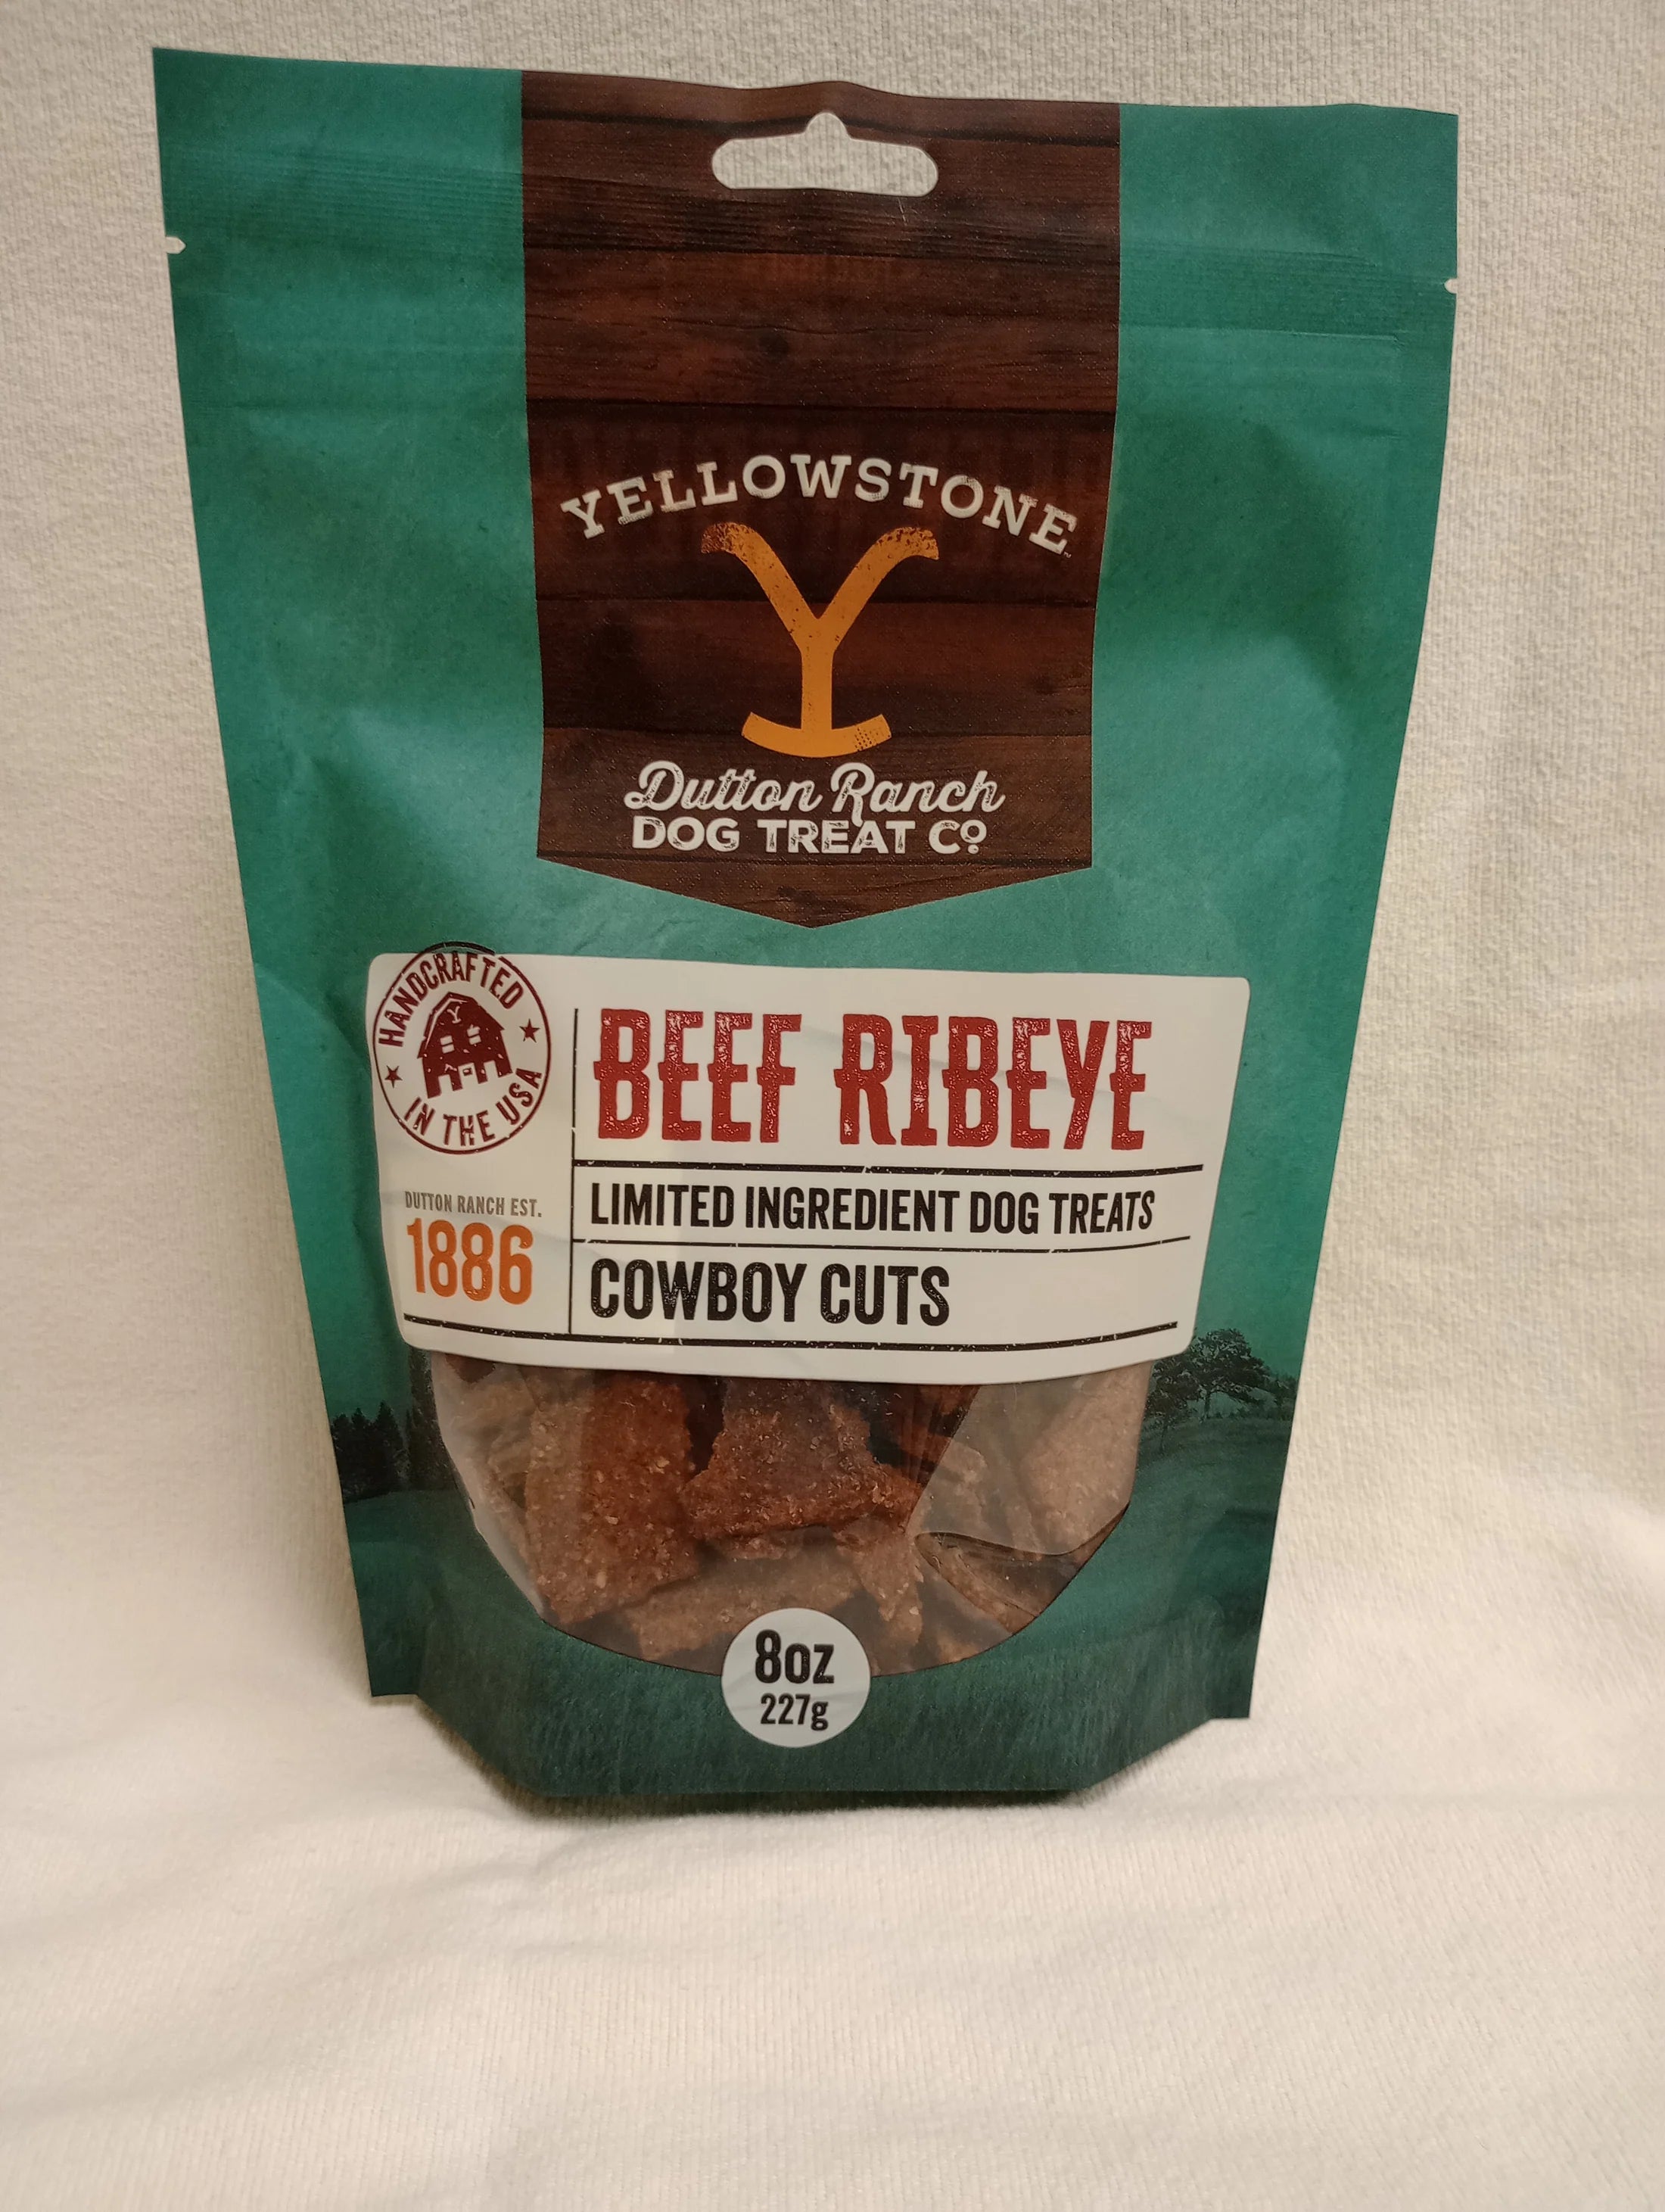 YELLOWSTONE
Y
Dutton Ranch
DOG TREAT Cº
HANDCRAFTED
Y
IN THE USA
DUTTON RANCH EST.
1886
BEEF RIBEYE
LIMITED INGREDIENT DOG TREATS
COWBOY CUTS
8oz
227g